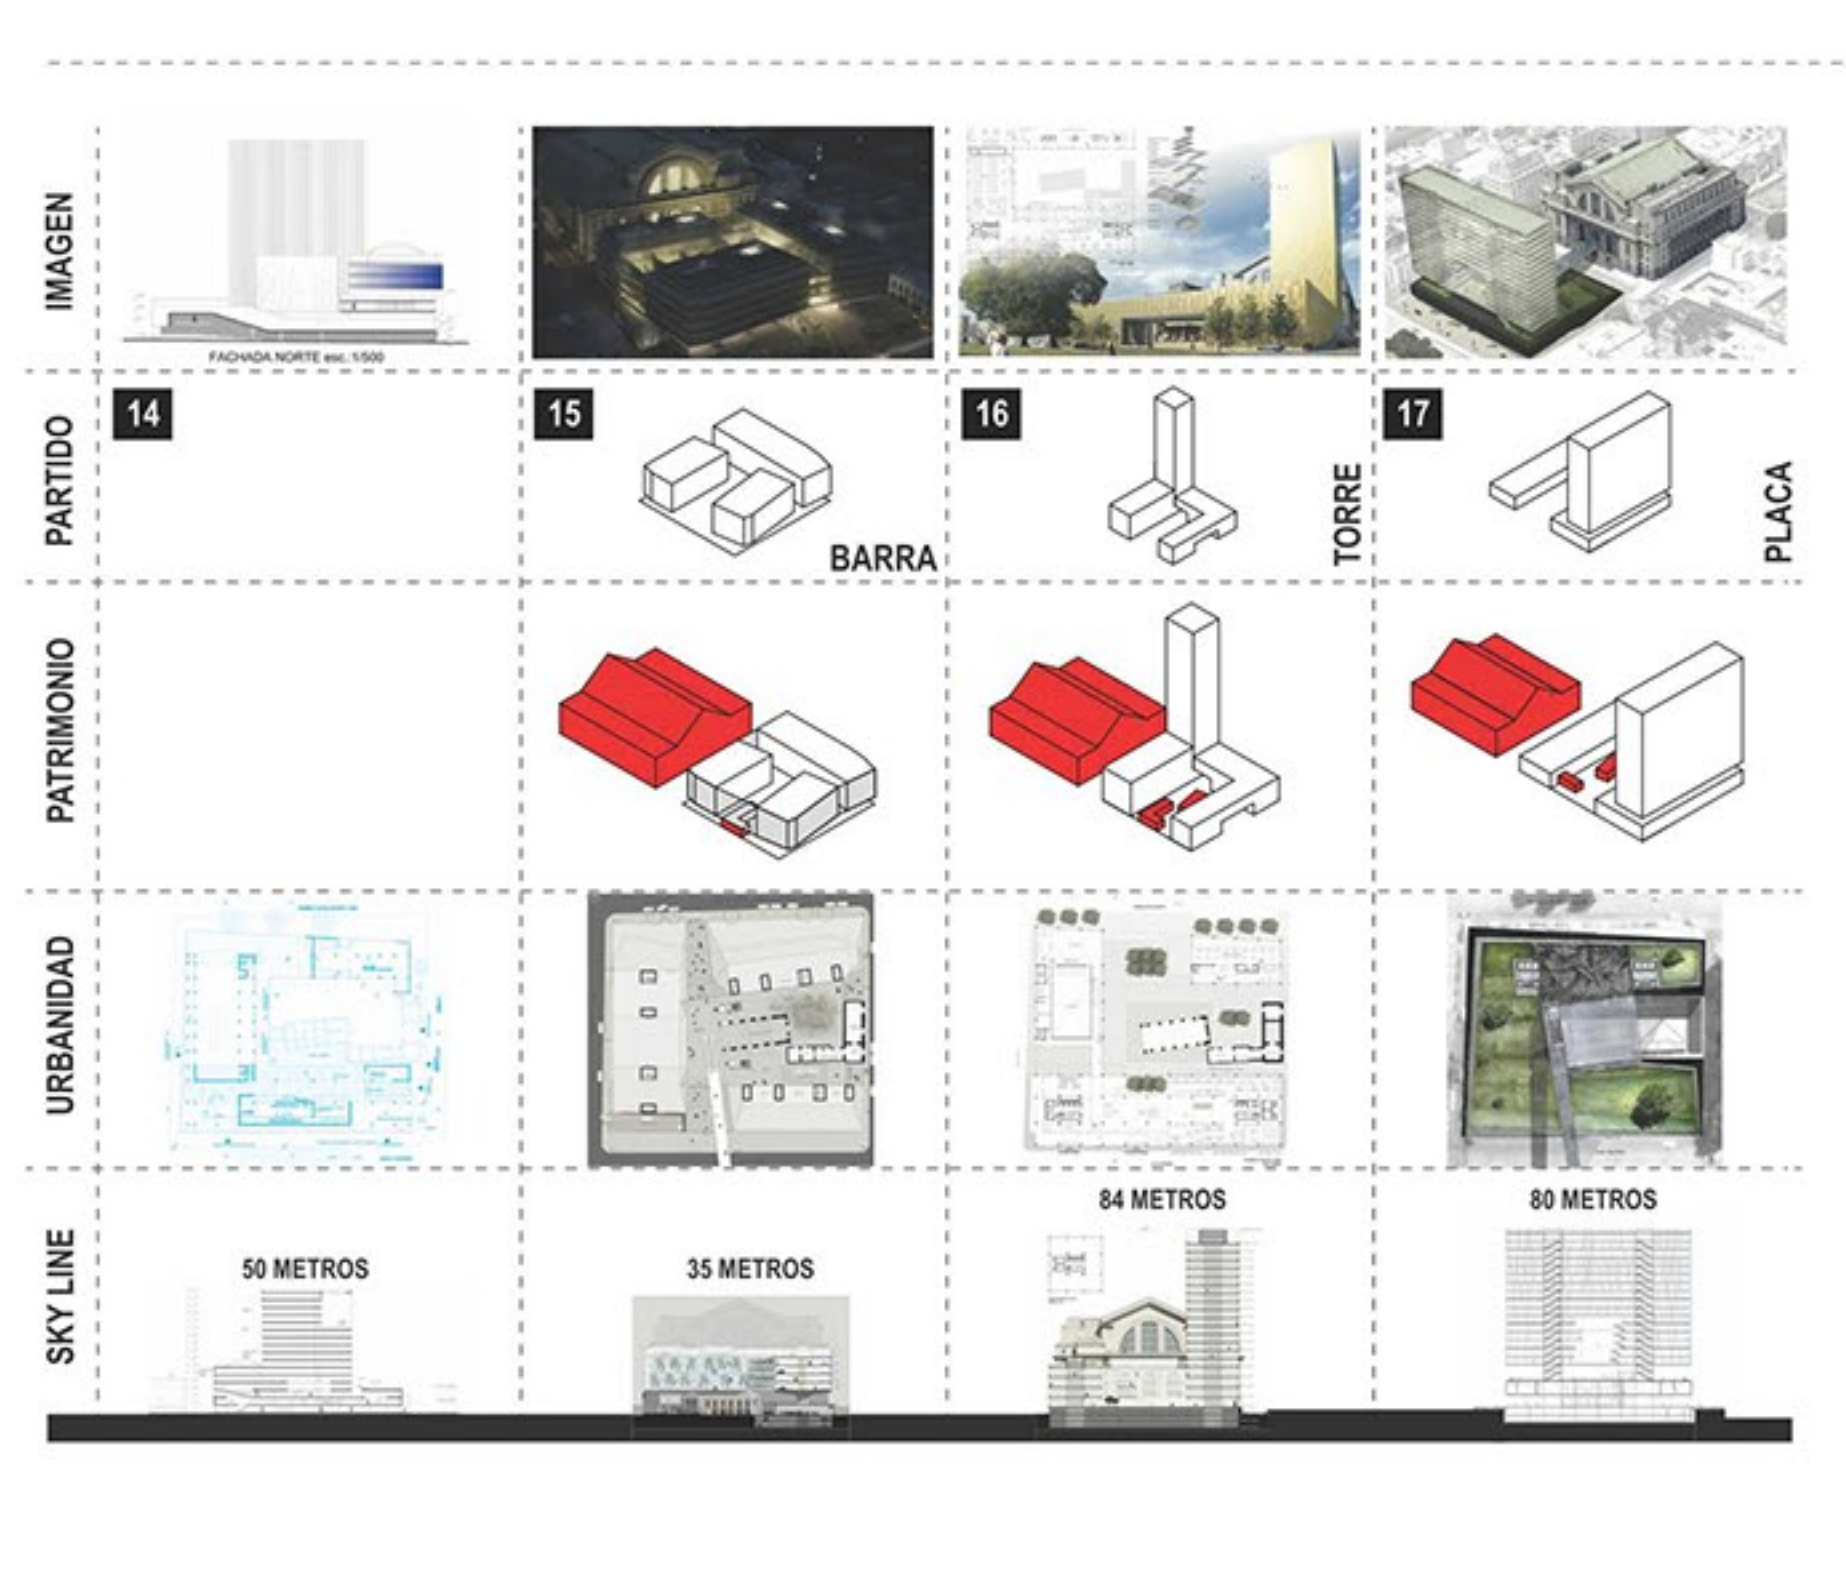 IMAGEN
FACHADA NORTE esc. 1/500
PARTIDO
14
15
BARRA
16
TORRE
17
PLACA
PATRIMONIO
URBANIDAD
SKY LINE
50 METROS
35 METROS
84 METROS
80 METROS